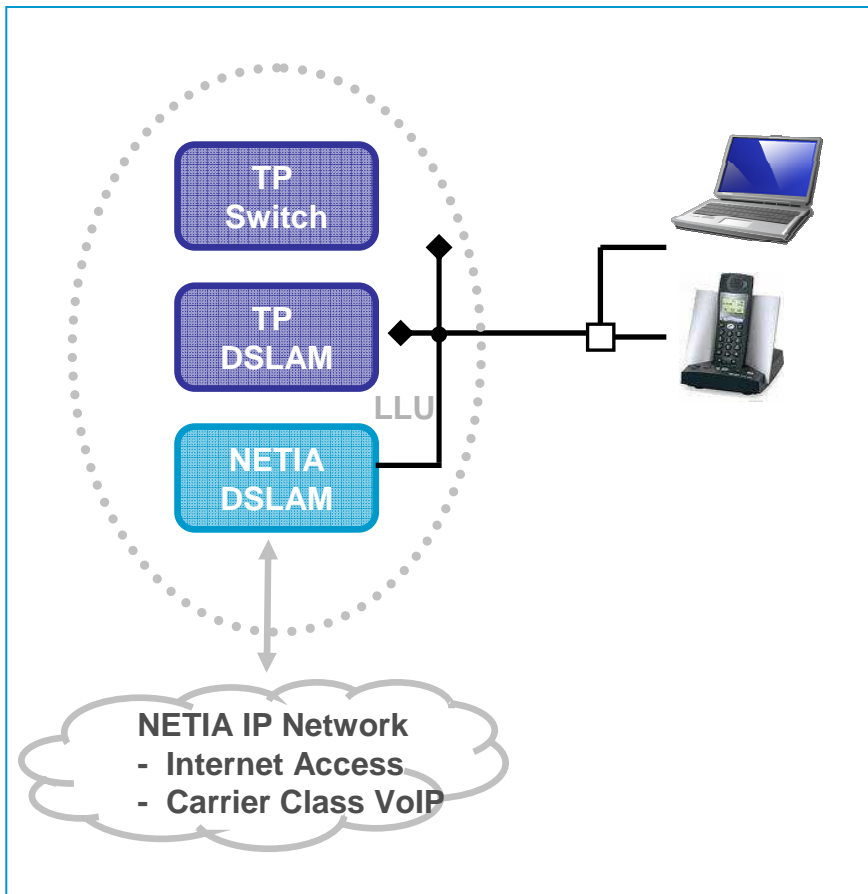 TP
Switch
TP
DSLAM
LLU
NETIA
DSLAM
NETIA IP Network
- Internet Access
- Carrier Class VoIP